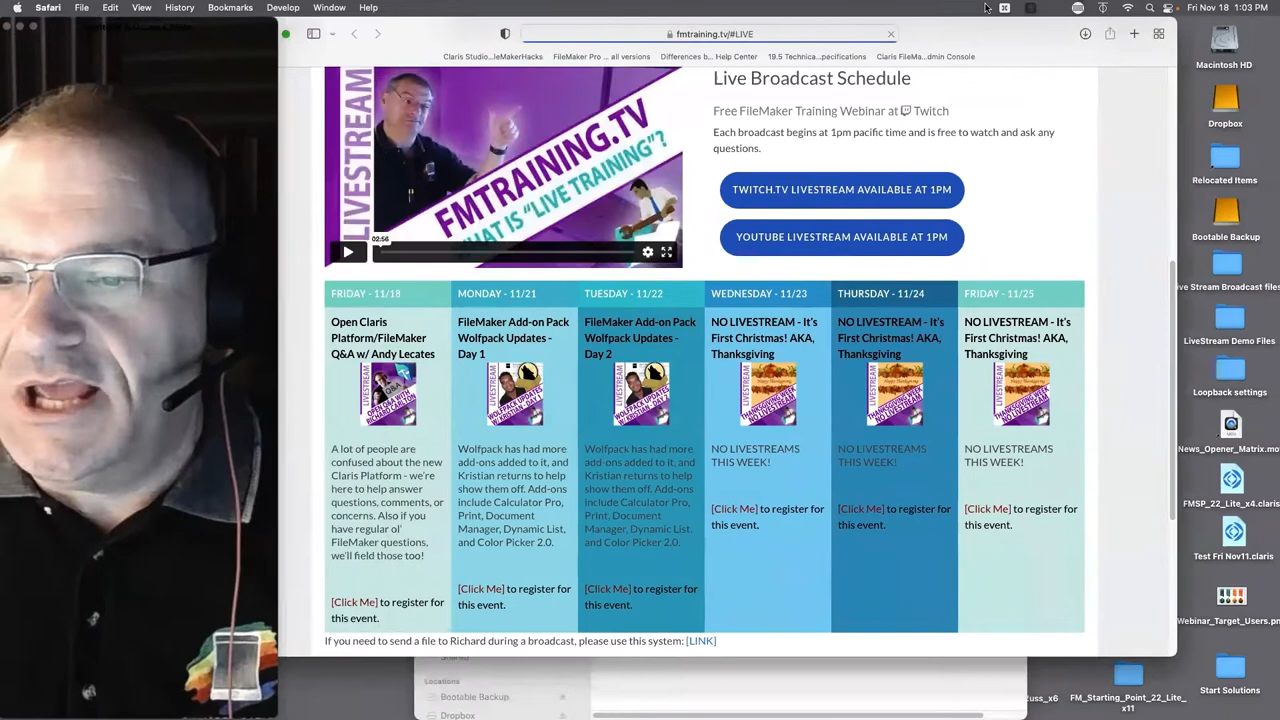 Safari File Edit View History Bookmarks Develop Window Help Fri Nov 18 1:03 PM
fmtraining.tv/#LIVE
Claris Studio...leMakerHacks FileMaker Pro ... all versions Differences b... Help Center 19.5 Technica...pecifications Claris FileMa...dmin Console
LIVESTREAM
FMTRAINING.TV
HAT IS "LIVE TRAINING"?
02:56
Live Broadcast Schedule
Free FileMaker Training Webinar at Twitch
Each broadcast begins at 1pm pacific time and is free to watch and ask any
questions.
TWITCH.TV LIVESTREAM AVAILABLE AT 1PM
YOUTUBE LIVESTREAM AVAILABLE AT 1PM
FRIDAY - 11/18
Open Claris
Platform/FileMaker
Q&A w/ Andy Lecates
LIVESTREAM
A lot of people are
confused about the new
Claris Platform - we're
here to help answer
questions, comments, or
concerns. Also if you
have regular ol'
FileMaker questions,
we'll field those too!
[Click Me] to register for
this event.
MONDAY - 11/21
FileMaker Add-on Pack
Wolfpack Updates -
Day 1
LIVESTREAM
Wolfpack has had more
add-ons added to it, and
Kristian returns to help
show them off. Add-ons
include Calculator Pro,
Print, Document
Manager, Dynamic List,
and Color Picker 2.0.
[Click Me] to register for
this event.
TUESDAY - 11/22
FileMaker Add-on Pack
Wolfpack Updates -
Day 2
LIVESTREAM
Wolfpack has had more
add-ons added to it, and
Kristian returns to help
show them off. Add-ons
include Calculator Pro,
Print, Document
Manager, Dynamic List,
and Color Picker 2.0.
[Click Me] to register for
this event.
WEDNESDAY - 11/23
NO LIVESTREAM - It's
First Christmas! AKA,
Thanksgiving
LIVESTREAM
NO LIVESTREAMS
THIS WEEK!
[Click Me] to register for
this event.
THURSDAY - 11/24
NO LIVESTREAM - It's
First Christmas! AKA,
Thanksgiving
LIVESTREAM
NO LIVESTREAMS
THIS WEEK!
[Click Me] to register for
this event.
FRIDAY - 11/25
NO LIVESTREAM - It's
First Christmas! AKA,
Thanksgiving
LIVESTREAM
NO LIVESTREAMS
THIS WEEK!
[Click Me] to register for
this event.
If you need to send a file to Richard during a broadcast, please use this system: [LINK]
Locations
Bootable Backup
Dropbox
Macintosh HD
Dropbox
Relocated Items
Bootable Backup
ive Stream Broadcast files
LiveStream Demo Files
Loopback settings
News_Opener_Matrix.mo
FMSP_22_Lite_x4.claris
Test Fri Nov11.claris
Webinar_Target_Users.pn
Start Solutions
FM_Starting_Point_22_Lite_
x11
uss_x6